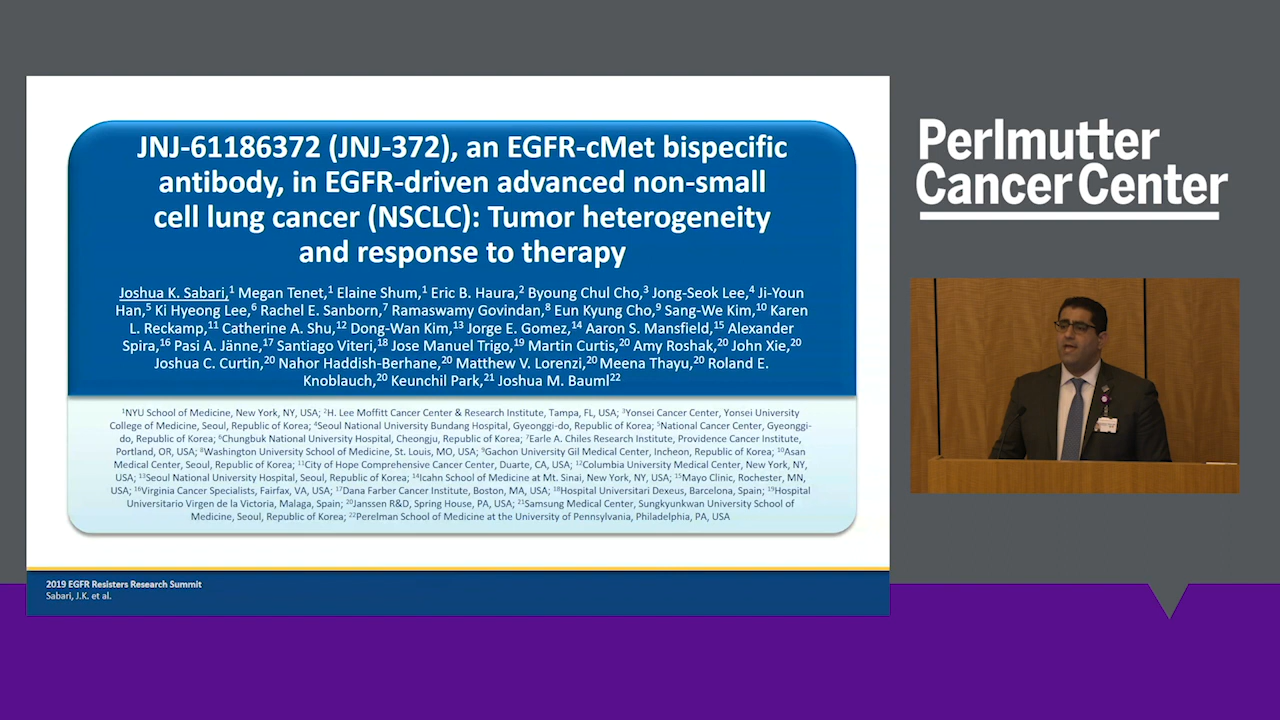 JNJ-61186372 (JNJ-372), an EGFR-cMet bispecific
antibody, in EGFR-driven advanced non-small
cell lung cancer (NSCLC): Tumor heterogeneity
and response to therapy
Joshua K. Sabari,¹ Megan Tenet,¹ Elaine Shum,¹ Eric B. Haura,² Byoung Chul Cho,³ Jong-Seok Lee,⁴ Ji-Youn
Han,⁵ Ki Hyeong Lee,⁶ Rachel E. Sanborn,⁷ Ramaswamy Govindan,⁸ Eun Kyung Cho,⁹ Sang-We Kim,¹⁰ Karen
L. Reckamp,¹¹ Catherine A. Shu,¹² Dong-Wan Kim,¹³ Jorge E. Gomez,¹⁴ Aaron S. Mansfield,¹⁵ Alexander
Spira,¹⁶ Pasi A. Jänne,¹⁷ Santiago Viteri,¹⁸ Jose Manuel Trigo,¹⁹ Martin Curtis,²⁰ Amy Roshak,²⁰ John Xie,²⁰
Joshua C. Curtin,²⁰ Nahor Haddish-Berhane,²⁰ Matthew V. Lorenzi,²⁰ Meena Thayu,²⁰ Roland E.
Knoblauch,²⁰ Keunchil Park,²¹ Joshua M. Bauml²²
¹NYU School of Medicine, New York, NY, USA; ²H. Lee Moffitt Cancer Center & Research Institute, Tampa, FL, USA; ³Yonsei Cancer Center, Yonsei University
College of Medicine, Seoul, Republic of Korea; ⁴Seoul National University Bundang Hospital, Gyeonggi-do, Republic of Korea; ⁵National Cancer Center, Gyeonggi-
do, Republic of Korea; ⁶Chungbuk National University Hospital, Cheongju, Republic of Korea; ⁷Earle A. Chiles Research Institute, Providence Cancer Institute,
Portland, OR, USA; ⁸Washington University School of Medicine, St. Louis, MO, USA; ⁹Gachon University Gil Medical Center, Incheon, Republic of Korea; ¹⁰Asan
Medical Center, Seoul, Republic of Korea; ¹¹City of Hope Comprehensive Cancer Center, Duarte, CA, USA; ¹²Columbia University Medical Center, New York, NY,
USA; ¹³Seoul National University Hospital, Seoul, Republic of Korea; ¹⁴Icahn School of Medicine at Mt. Sinai, New York, NY, USA; ¹⁵Mayo Clinic, Rochester, MN,
USA; ¹⁶Virginia Cancer Specialists, Fairfax, VA, USA; ¹⁷Dana Farber Cancer Institute, Boston, MA, USA; ¹⁸Hospital Universitari Dexeus, Barcelona, Spain; ¹⁹Hospital
Universitario Virgen de la Victoria, Malaga, Spain; ²⁰Janssen R&D, Spring House, PA, USA; ²¹Samsung Medical Center, Sungkyunkwan University School of
Medicine, Seoul, Republic of Korea; ²²Perelman School of Medicine at the University of Pennsylvania, Philadelphia, PA, USA
2019 EGFR Resisters Research Summit
Sabari, J.K. et al.
Perlmutter
Cancer Center